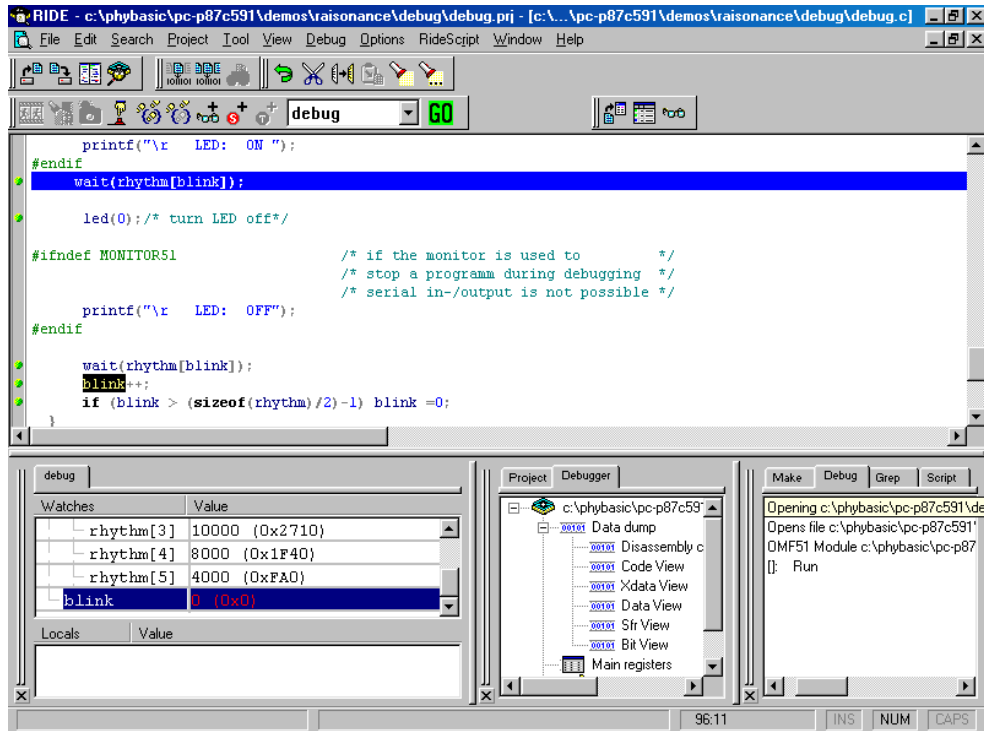 RIDE - c:\phybasic\pc-p87c591\demos\raisonance\debug\debug.prj - [c:\...\pc-p87c591\demos\raisonance\debug\debug.c]
File Edit Search Project Tool View Debug Options RideScript Window Help
debug GO
printf("\r   LED:  ON ");
#endif
wait(rhythm[blink]);
led(0);/* turn LED off*/
#ifndef MONITOR51 /* if the monitor is used to */
/* stop a programm during debugging */
/* serial in-/output is not possible */
printf("\r   LED:  OFF");
#endif
wait(rhythm[blink]);
blink++;
if (blink > (sizeof(rhythm)/2)-1) blink =0;
}
debug
Watches Value
rhythm[3] 10000 (0x2710)
rhythm[4] 8000 (0x1F40)
rhythm[5] 4000 (0xFA0)
blink 0 (0x0)
Locals Value
Project Debugger
c:\phybasic\pc-p87c59
Data dump
Disassembly c
Code View
Xdata View
Data View
Sfr View
Bit View
Main registers
Make Debug Grep Script
Opening c:\phybasic\pc-p87c591\de
Opens file c:\phybasic\pc-p87c591'
OMF51 Module c:\phybasic\pc-p87
[]: Run
96:11 INS NUM CAPS